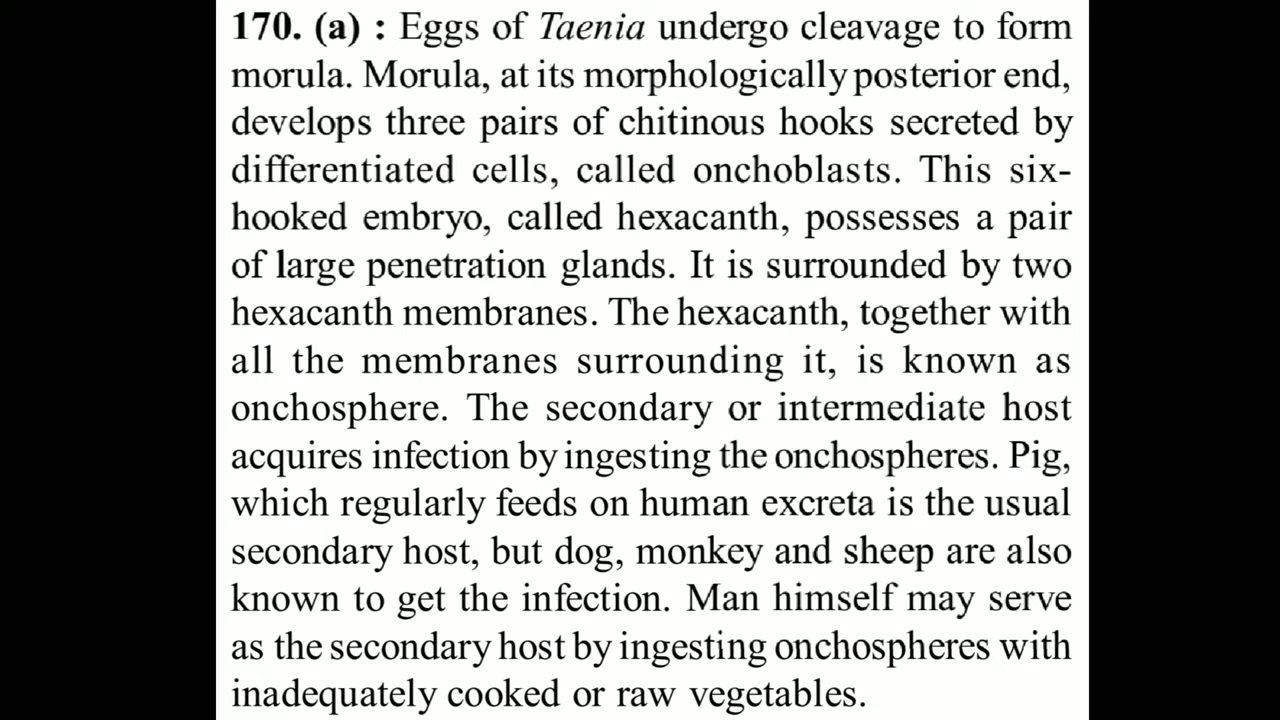 170. (a) : Eggs of Taenia undergo cleavage to form
morula. Morula, at its morphologically posterior end,
develops three pairs of chitinous hooks secreted by
differentiated cells, called onchoblasts. This six-
hooked embryo, called hexacanth, possesses a pair
of large penetration glands. It is surrounded by two
hexacanth membranes. The hexacanth, together with
all the membranes surrounding it, is known as
onchosphere. The secondary or intermediate host
acquires infection by ingesting the onchospheres. Pig,
which regularly feeds on human excreta is the usual
secondary host, but dog, monkey and sheep are also
known to get the infection. Man himself may serve
as the secondary host by ingesting onchospheres with
inadequately cooked or raw vegetables.